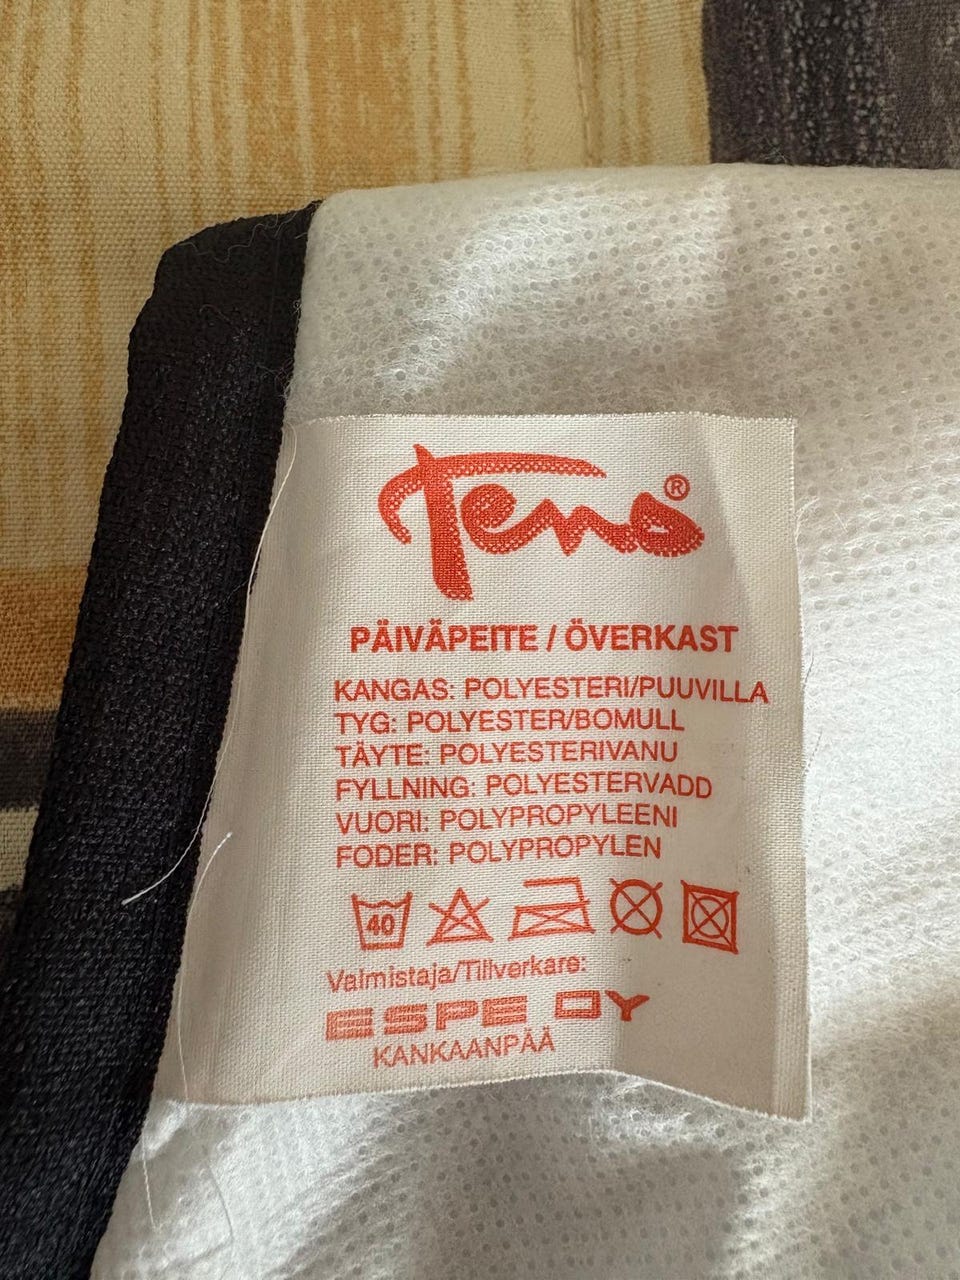 Teno®
PÄIVÄPEITE / ÖVERKAST
KANGAS: POLYESTERI/PUUVILLA
TYG: POLYESTER/BOMULL
TÄYTE: POLYESTERIVANU
FYLLNING: POLYESTERVADD
VUORI: POLYPROPYLEENI
FODER: POLYPROPYLEN
40
Valmistaja/Tillverkare:
ESPE OY
KANKAANPÄÄ